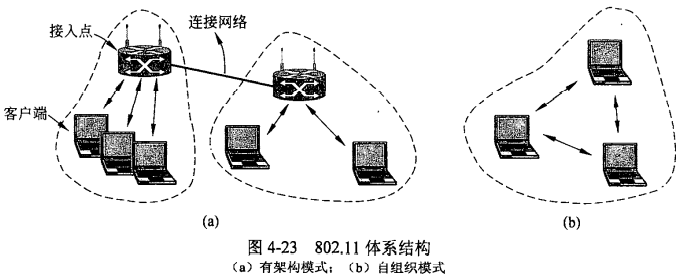 接入点
连接网络
客户端
(a)
(b)
图 4-23 802.11 体系结构
(a) 有架构模式；(b) 自组织模式